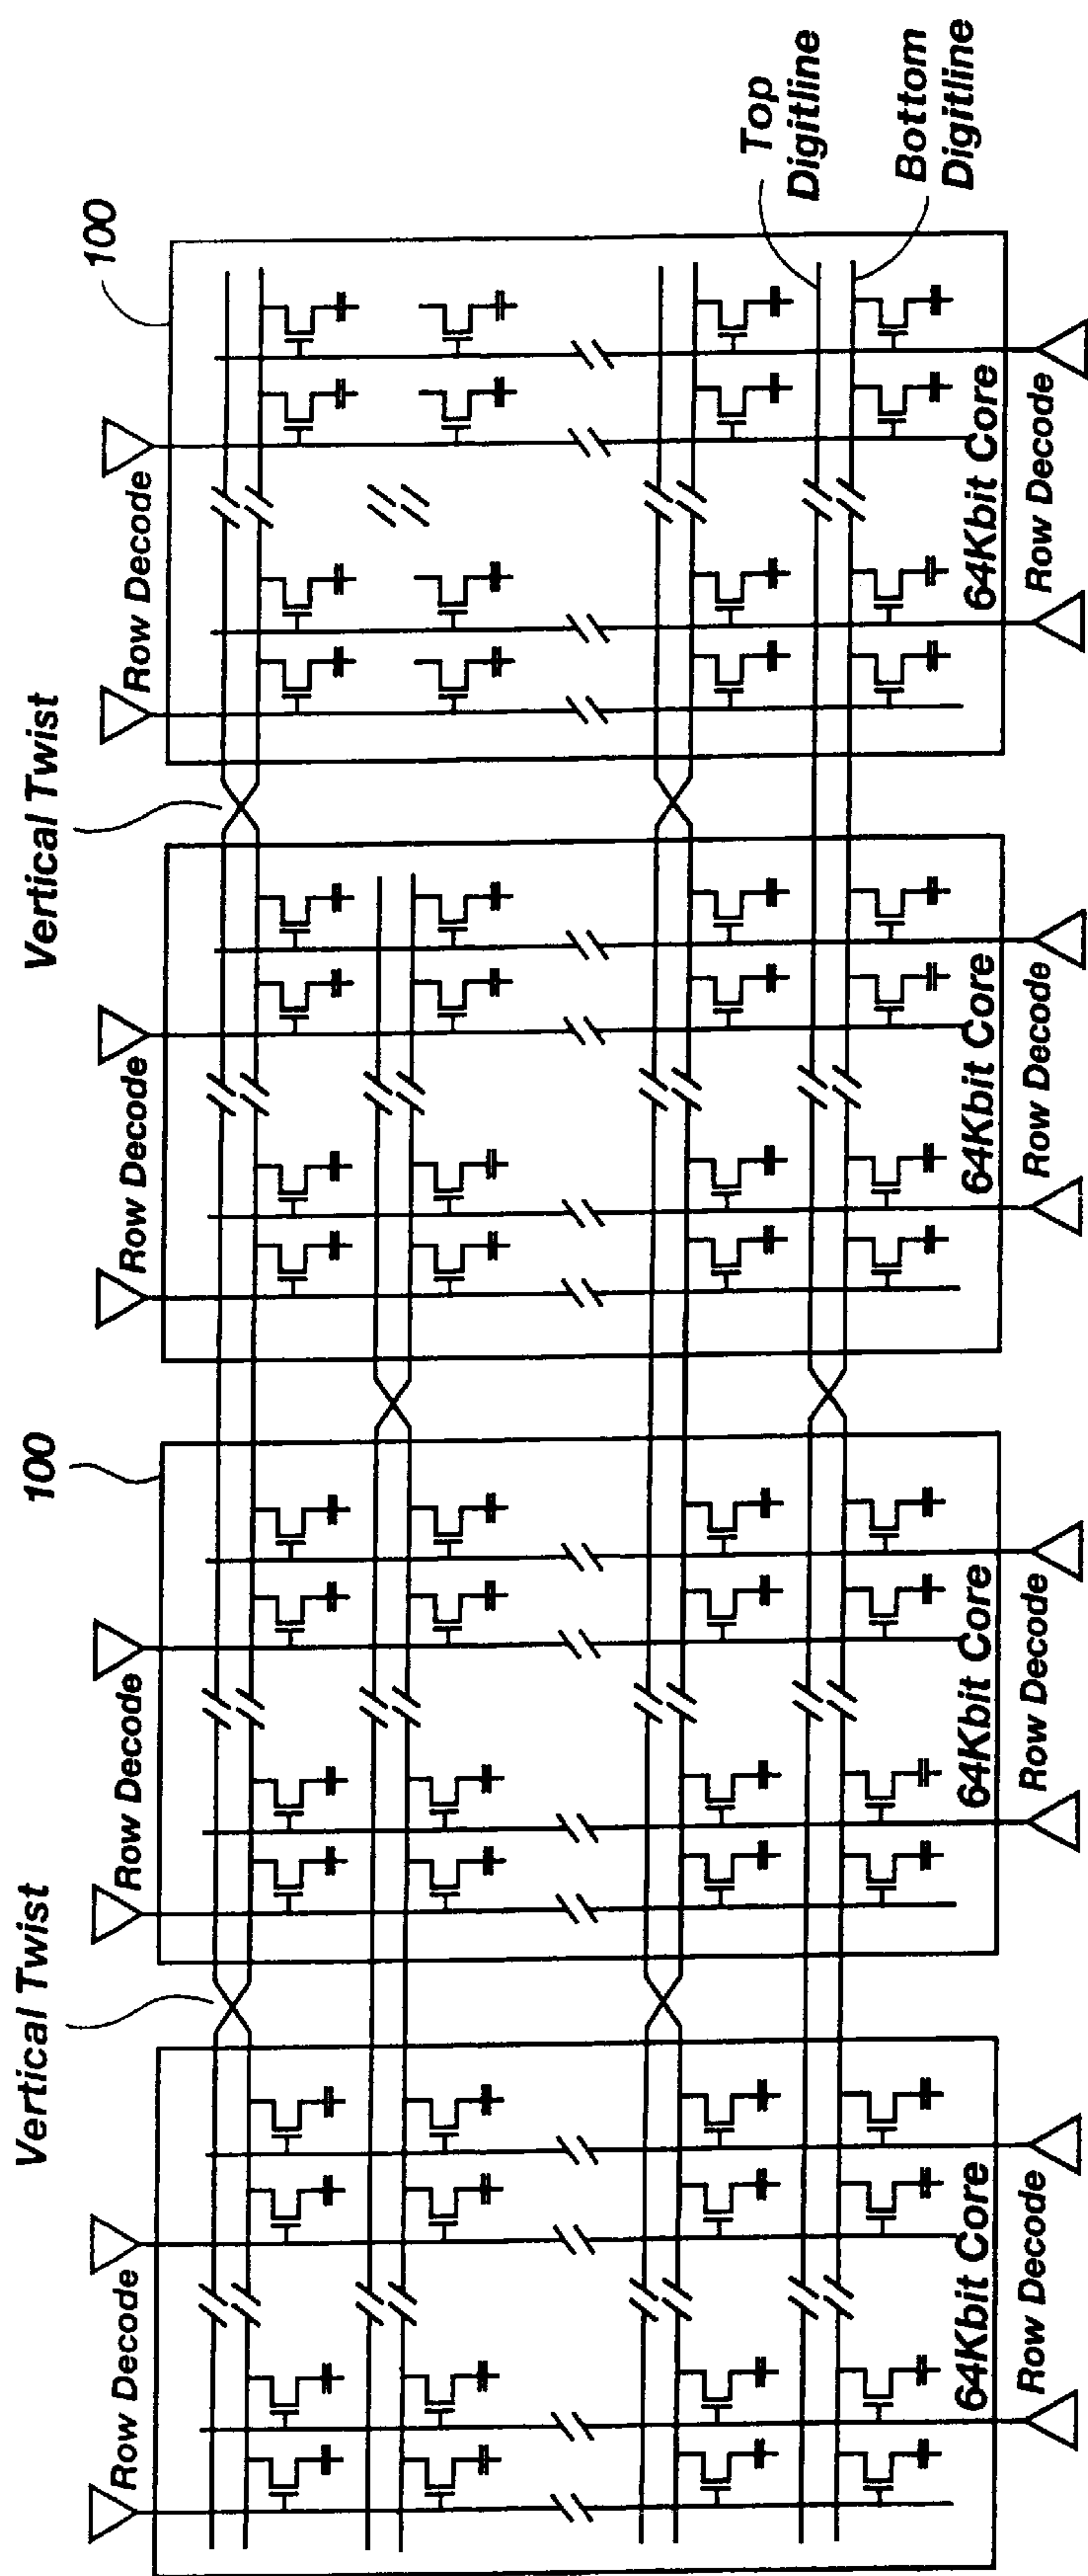 Vertical Twist
Vertical Twist
100
100
Row Decode
Row Decode
Row Decode
Row Decode
Top
Digitline
Bottom
Digitline
64Kbit Core
64Kbit Core
64Kbit Core
64Kbit Core
Row Decode
Row Decode
Row Decode
Row Decode